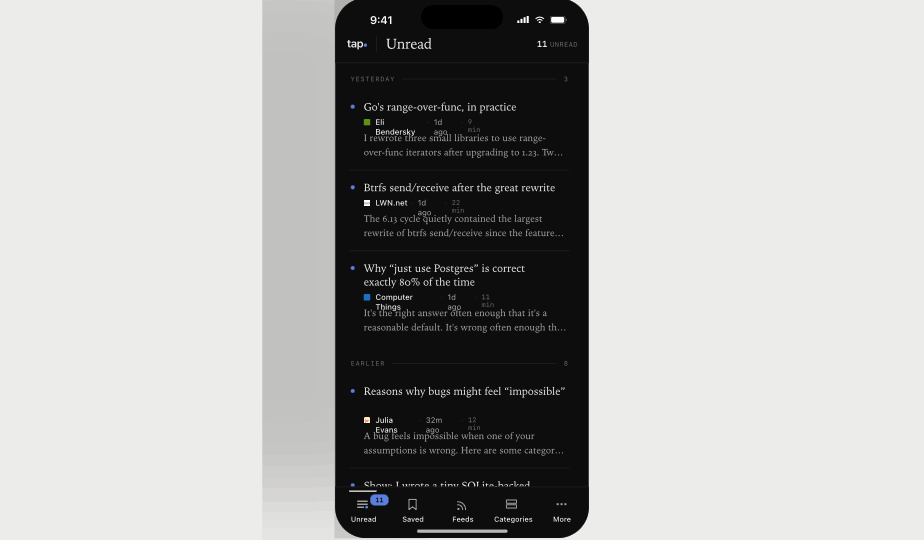 9:41
tap.
Unread
11 UNREAD
YESTERDAY
3
Go's range-over-func, in practice
Eli Bendersky · 1d ago · 9 min
I rewrote three small libraries to use range-
over-func iterators after upgrading to 1.23. Tw…
Btrfs send/receive after the great rewrite
LWN.net · 1d ago · 22 min
The 6.13 cycle quietly contained the largest
rewrite of btrfs send/receive since the feature…
Why “just use Postgres” is correct
exactly 80% of the time
Computer Things · 1d ago · 11 min
It's the right answer often enough that it's a
reasonable default. It's wrong often enough th…
EARLIER
8
Reasons why bugs might feel “impossible”
Julia Evans · 32m ago · 12 min
A bug feels impossible when one of your
assumptions is wrong. Here are some categor…
Show: I wrote a tiny SQLite-backed
11
Unread
Saved
Feeds
Categories
More